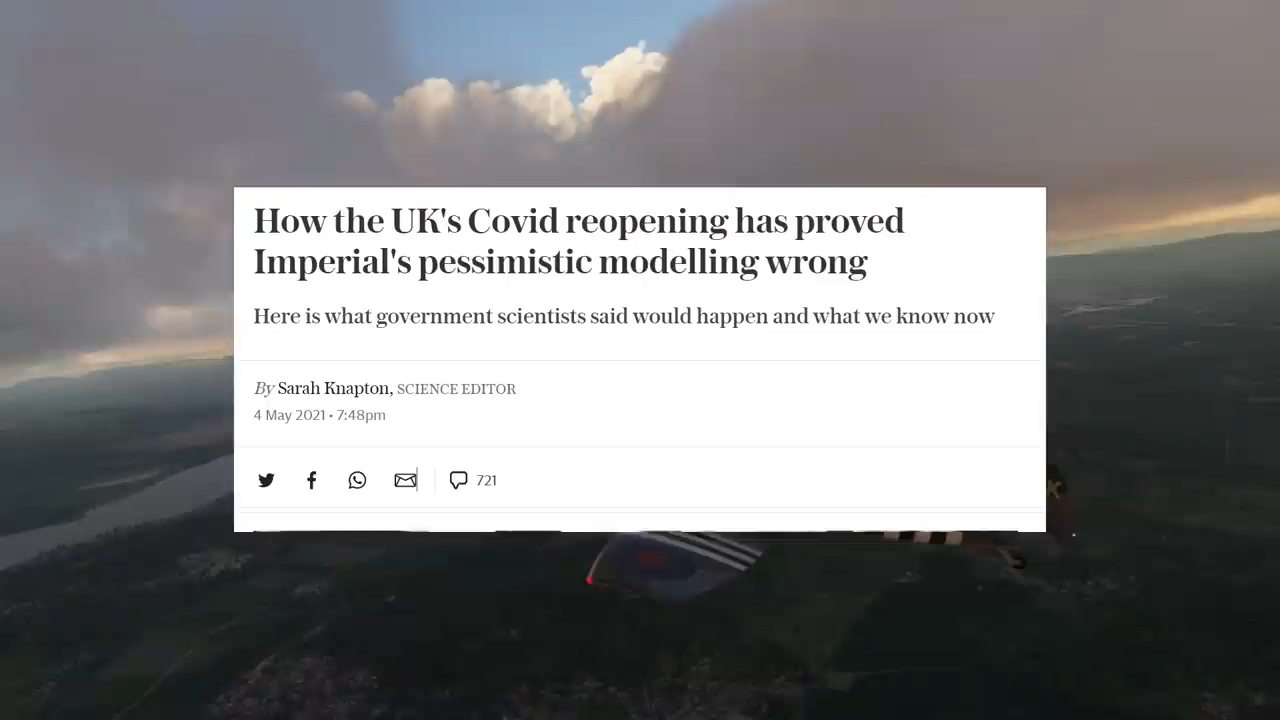 How the UK's Covid reopening has proved
Imperial's pessimistic modelling wrong
Here is what government scientists said would happen and what we know now
By Sarah Knapton, SCIENCE EDITOR
4 May 2021 • 7:48pm
721